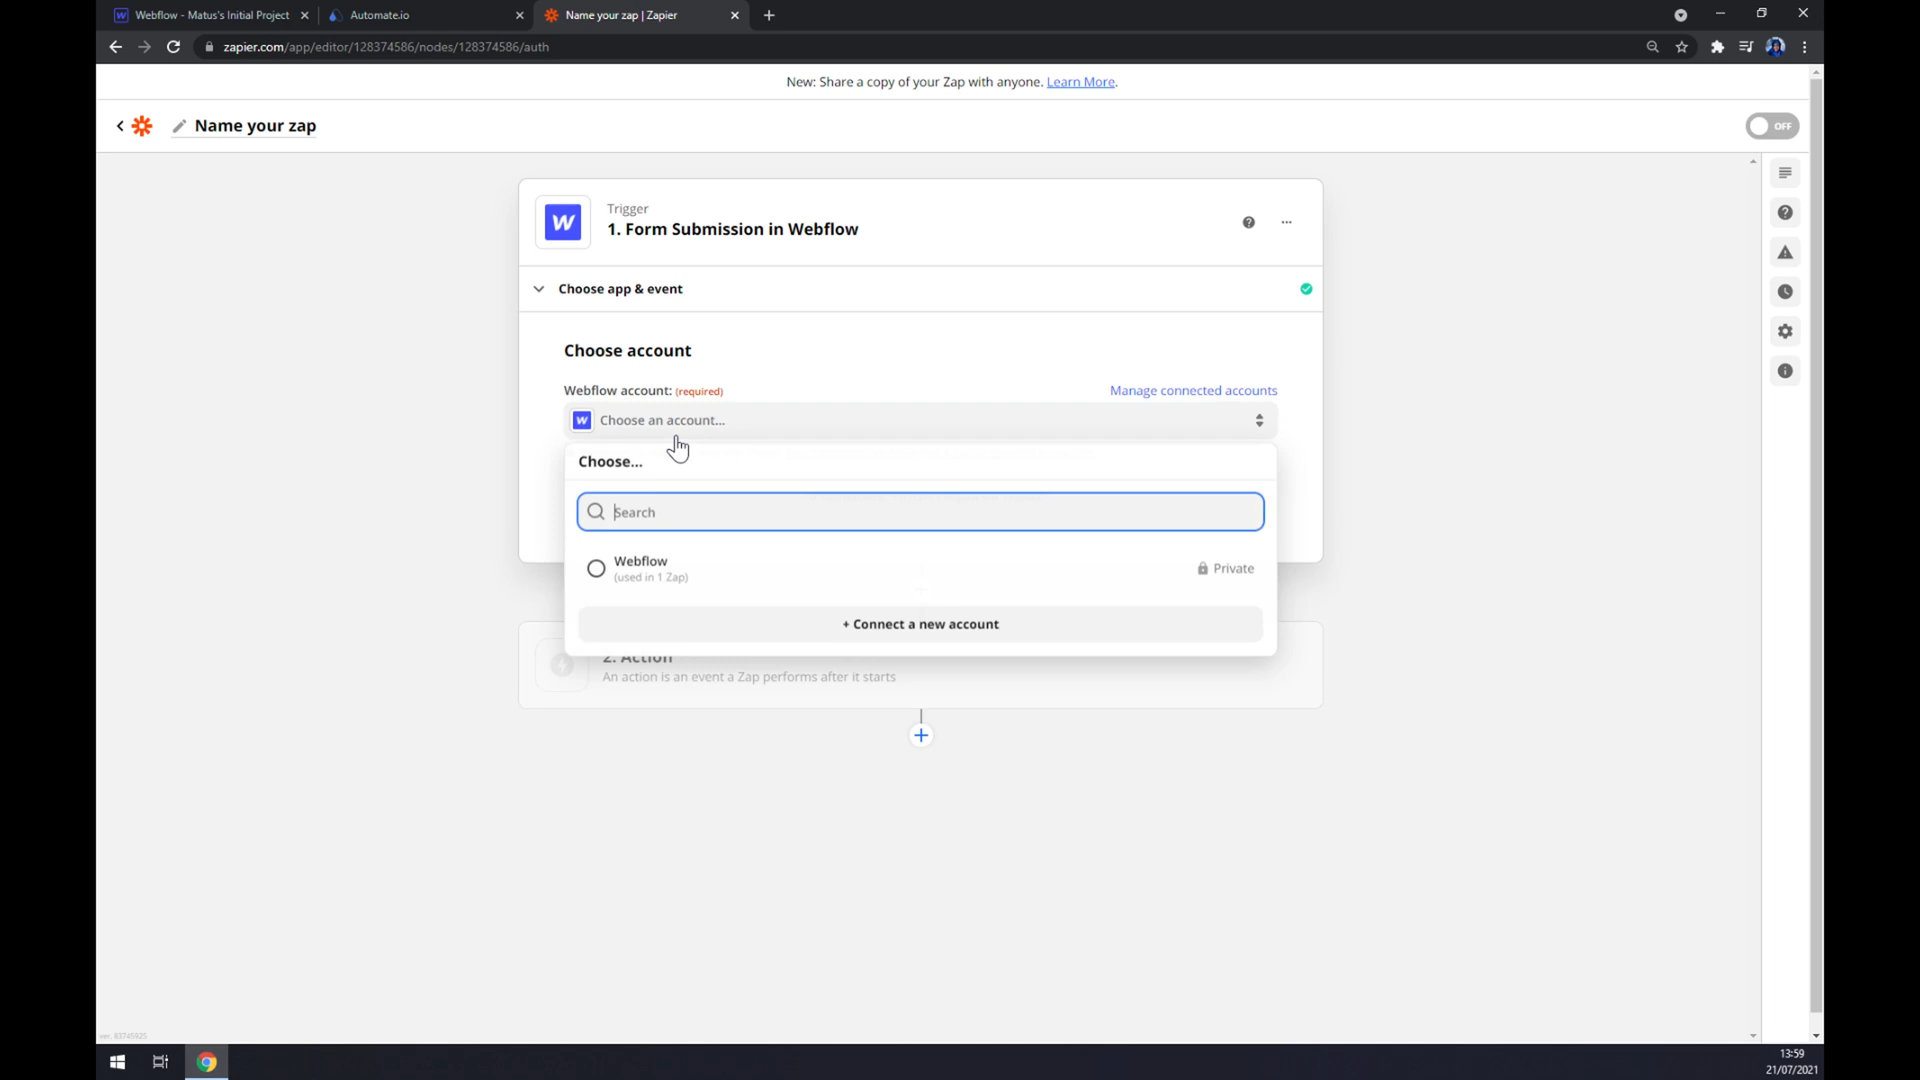 Webflow - Matus's Initial Project
Automate.io
Name your zap | Zapier
zapier.com/app/editor/128374586/nodes/128374586/auth
New: Share a copy of your Zap with anyone. Learn More.
Name your zap
OFF
Trigger
1. Form Submission in Webflow
Choose app & event
Choose account
Webflow account: (required)
Manage connected accounts
Choose an account...
Choose...
Search
Webflow
(used in 1 Zap)
Private
+ Connect a new account
2. Action
An action is an event a Zap performs after it starts
ver. 83745925
13:59
21/07/2021